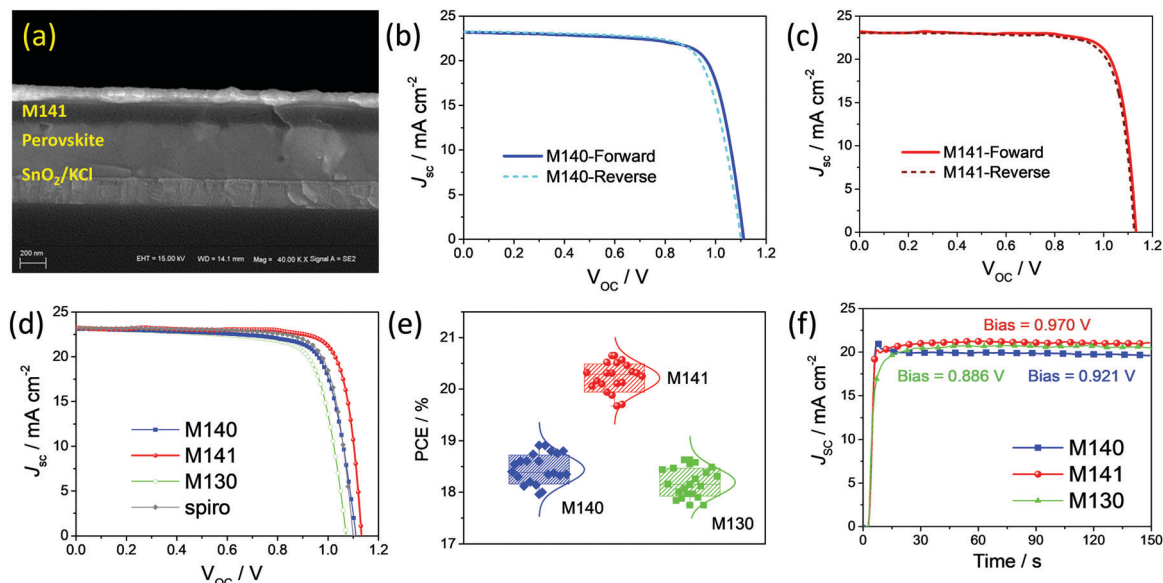 (a)
M141
Perovskite
SnO₂/KCl
200 nm
EHT = 15.00 kV WD = 14.1 mm Mag = 40.00 K X Signal A = SE2
(b)
25
20
15
10
5
0
J_sc / mA cm⁻²
M140-Forward
M140-Reverse
0.0 0.2 0.4 0.6 0.8 1.0 1.2
V_OC / V
(c)
25
20
15
10
5
0
J_sc / mA cm⁻²
M141-Foward
M141-Reverse
0.0 0.2 0.4 0.6 0.8 1.0 1.2
V_OC / V
(d)
25
20
15
10
5
0
J_sc / mA cm⁻²
M140
M141
M130
spiro
0.0 0.2 0.4 0.6 0.8 1.0 1.2
V_OC / V
(e)
21
20
19
18
17
PCE / %
M141
M140
M130
(f)
25
20
15
10
5
0
J_SC / mA cm⁻²
Bias = 0.970 V
Bias = 0.886 V Bias = 0.921 V
M140
M141
M130
0 30 60 90 120 150
Time / s